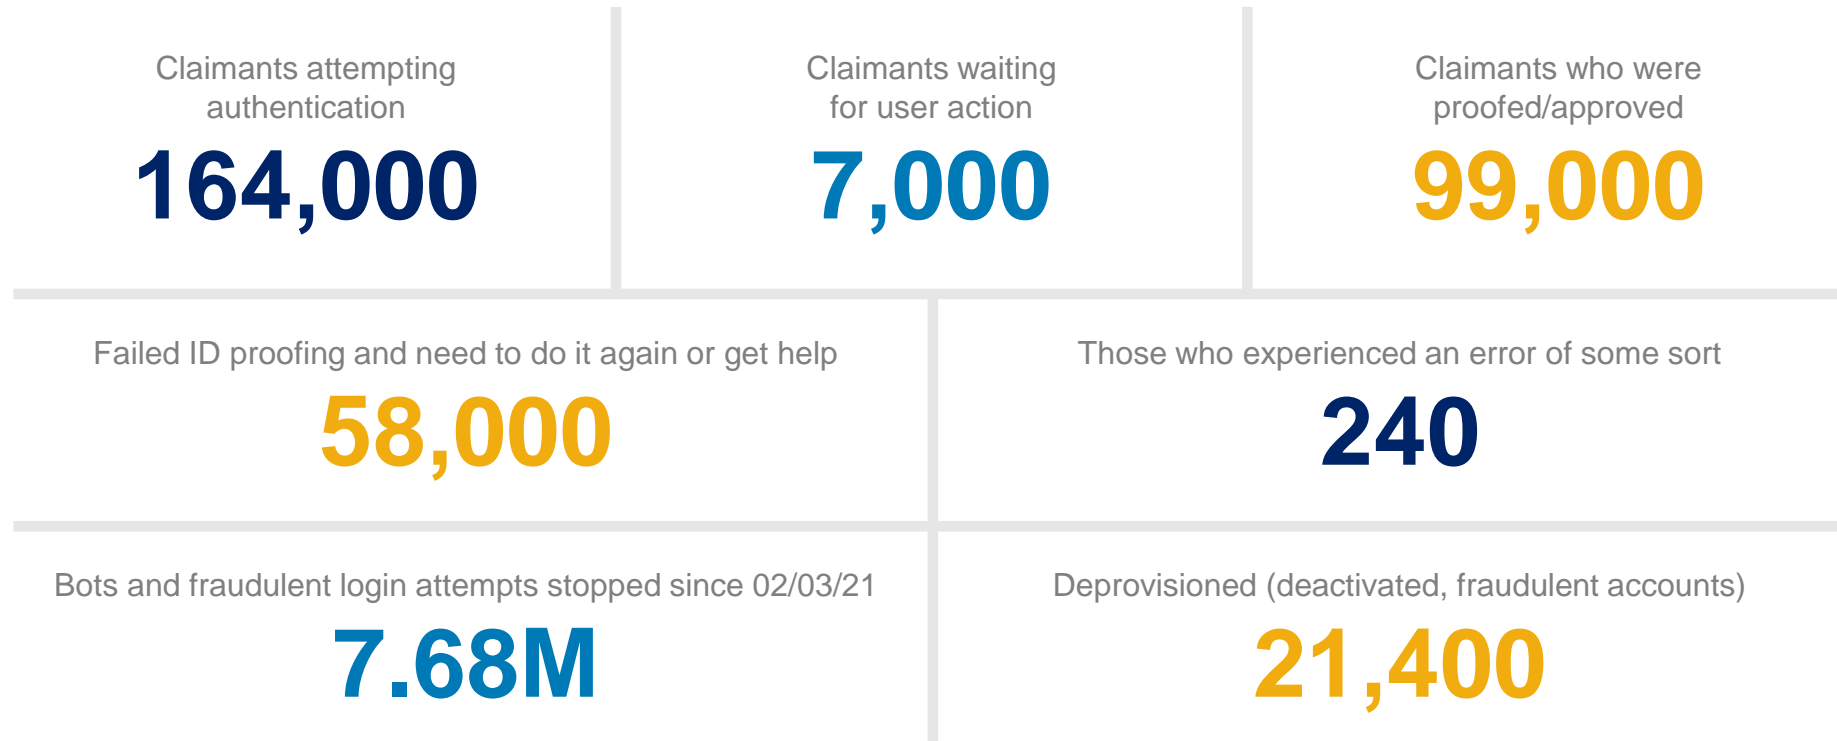 Claimants attempting
authentication
164,000
Claimants waiting
for user action
7,000
Claimants who were
proofed/approved
99,000
Failed ID proofing and need to do it again or get help
58,000
Those who experienced an error of some sort
240
Bots and fraudulent login attempts stopped since 02/03/21
7.68M
Deprovisioned (deactivated, fraudulent accounts)
21,400